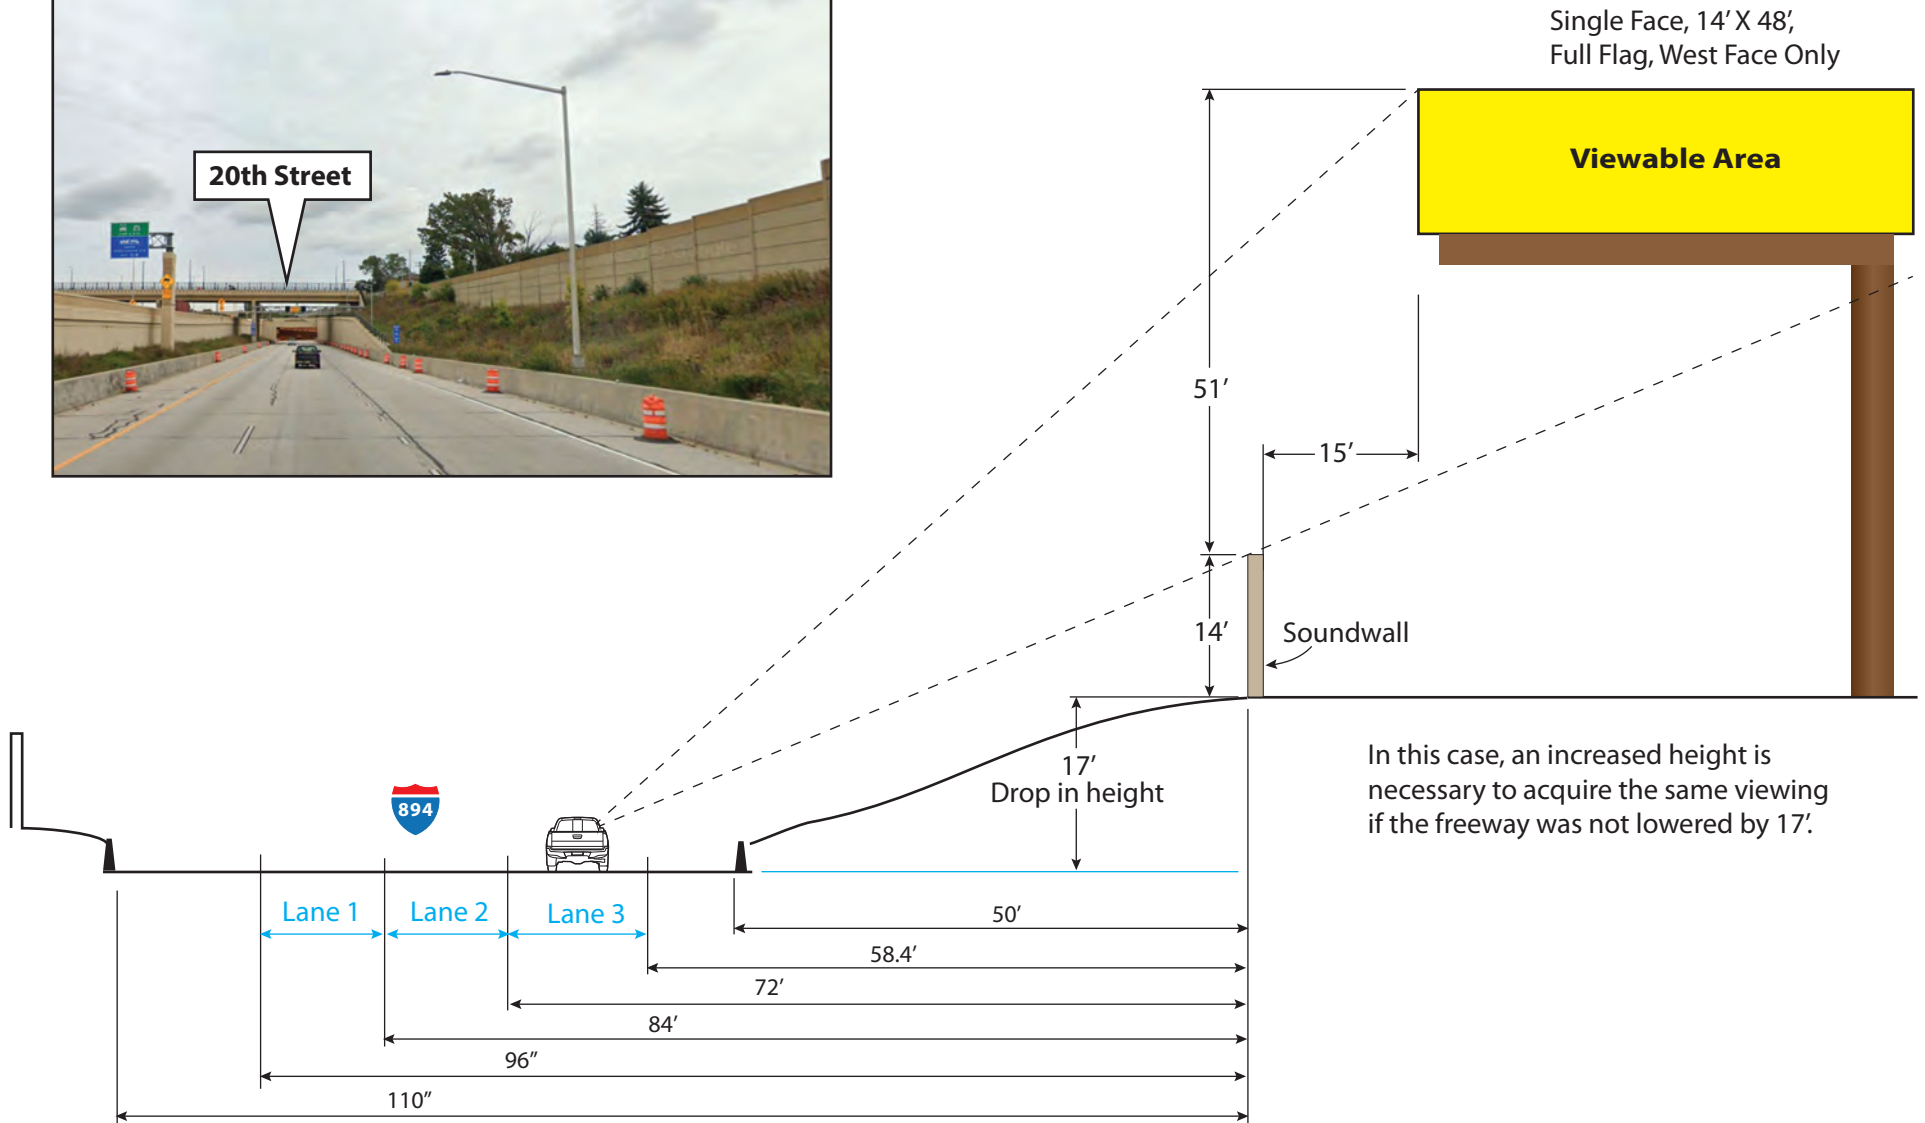 Single Face, 14’ X 48’,
Full Flag, West Face Only
20th Street
Viewable Area
51’
15’
14’
Soundwall
17’
Drop in height
In this case, an increased height is
necessary to acquire the same viewing
if the freeway was not lowered by 17’.
894
Lane 1
Lane 2
Lane 3
50’
58.4’
72’
84’
96”
110”